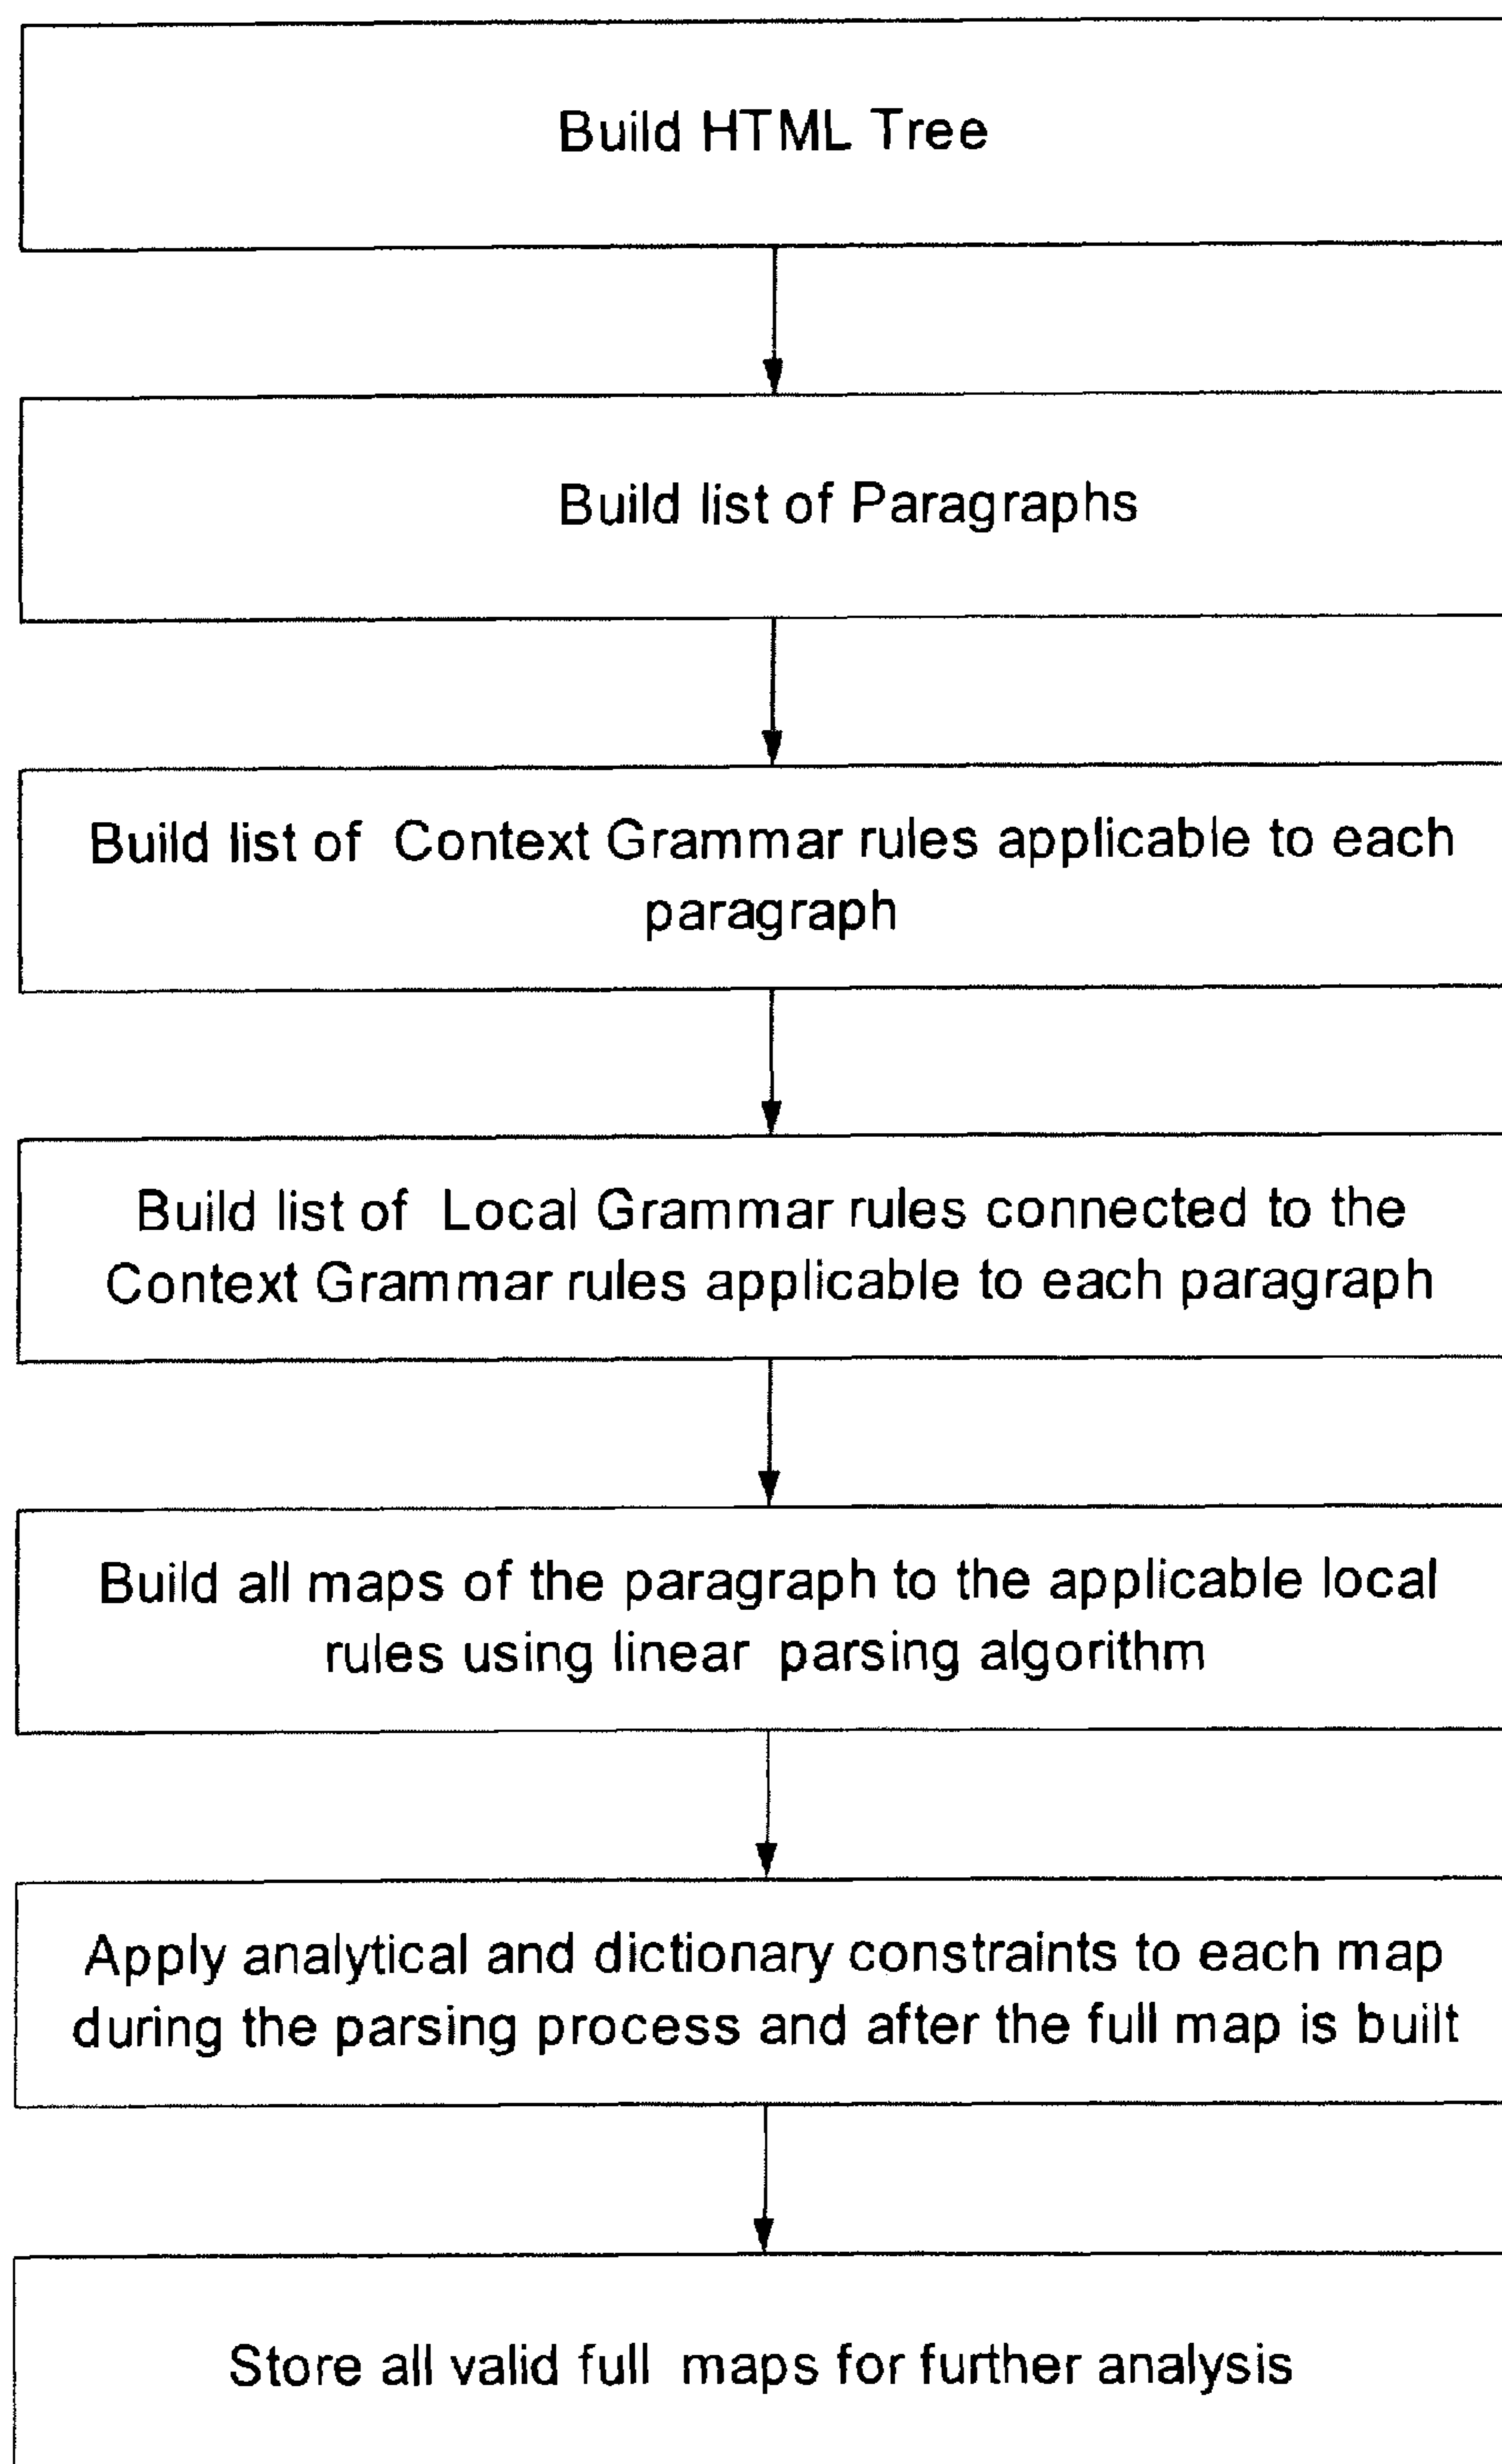 Build HTML Tree
Build list of Paragraphs
Build list of Context Grammar rules applicable to each
paragraph
Build list of Local Grammar rules connected to the
Context Grammar rules applicable to each paragraph
Build all maps of the paragraph to the applicable local
rules using linear parsing algorithm
Apply analytical and dictionary constraints to each map
during the parsing process and after the full map is built
Store all valid full maps for further analysis